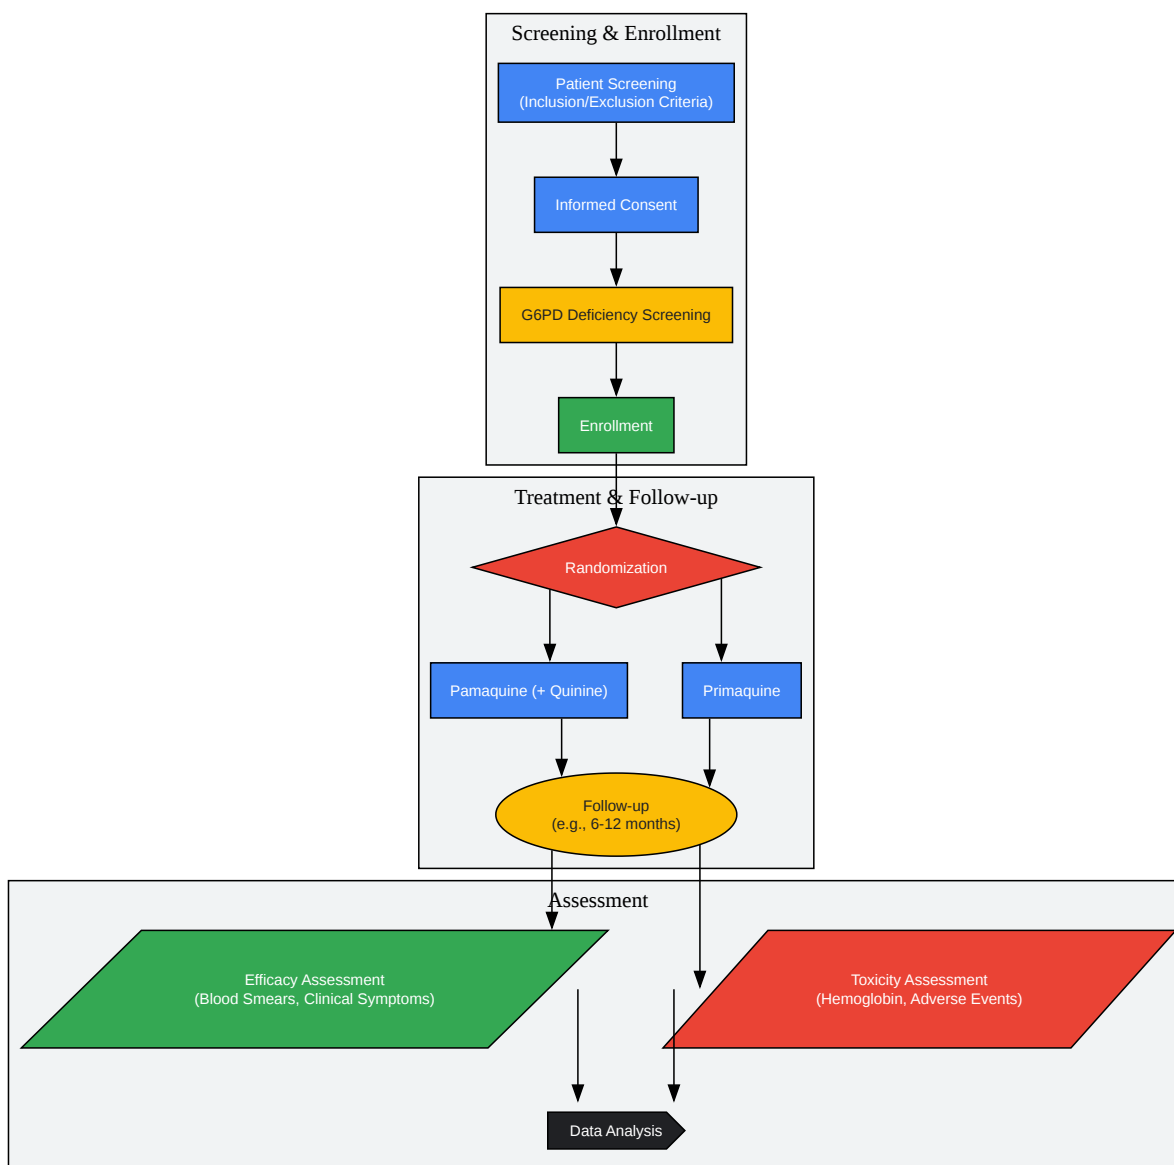 Screening & Enrollment
Patient Screening
(Inclusion/Exclusion Criteria)
Informed Consent
G6PD Deficiency Screening
Enrollment
Treatment & Follow-up
Randomization
Pamaquine (+ Quinine)
Primaquine
Follow-up
(e.g., 6-12 months)
Assessment
Efficacy Assessment
(Blood Smears, Clinical Symptoms)
Toxicity Assessment
(Hemoglobin, Adverse Events)
Data Analysis